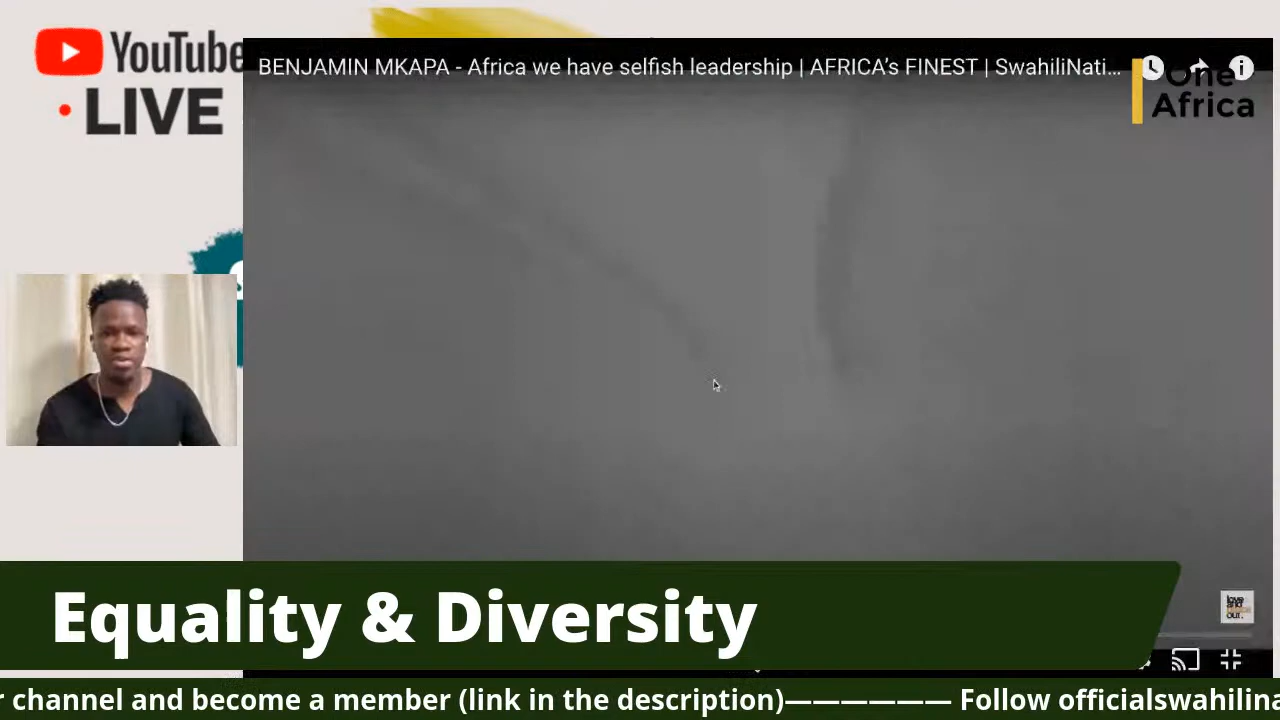 YouTube
LIVE
BENJAMIN MKAPA - Africa we have selfish leadership | AFRICA’s FINEST | SwahiliNati...
One
Africa
Equality & Diversity
r channel and become a member (link in the description)—————— Follow officialswahilina